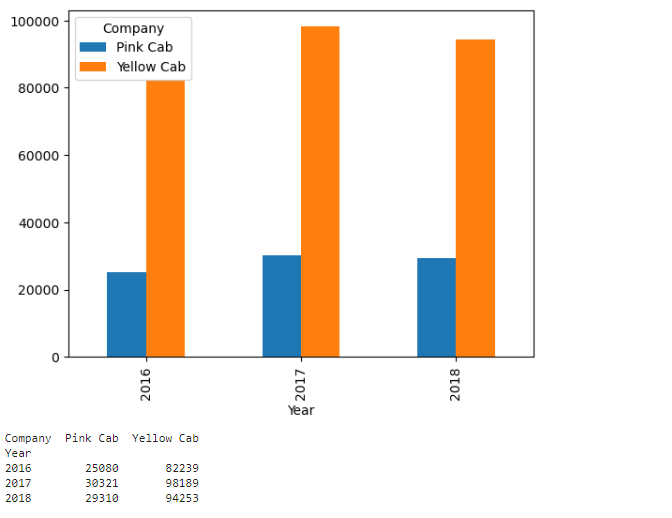 100000
80000
60000
40000
20000
0
Company
Pink Cab
Yellow Cab
2016
2017
2018
Year
Company  Pink Cab  Yellow Cab
Year
2016        25080       82239
2017        30321       98189
2018        29310       94253